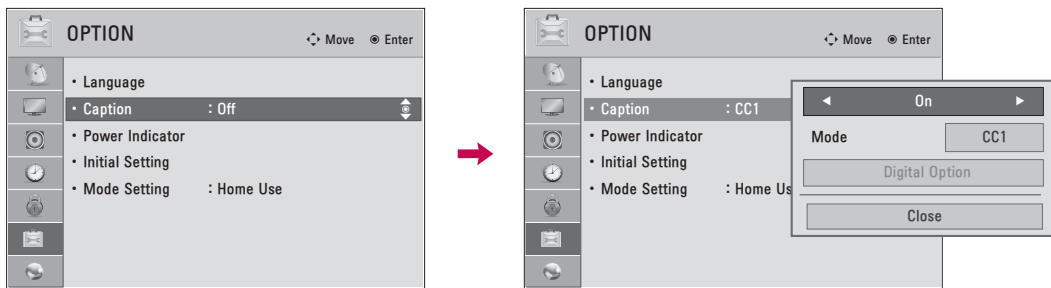 OPTION
Move Enter
• Language
• Caption : Off
• Power Indicator
• Initial Setting
• Mode Setting : Home Use
OPTION
Move Enter
• Language
• Caption : CC1
• Power Indicator
• Initial Setting
• Mode Setting : Home Us
◀ On ▶
Mode CC1
Digital Option
Close